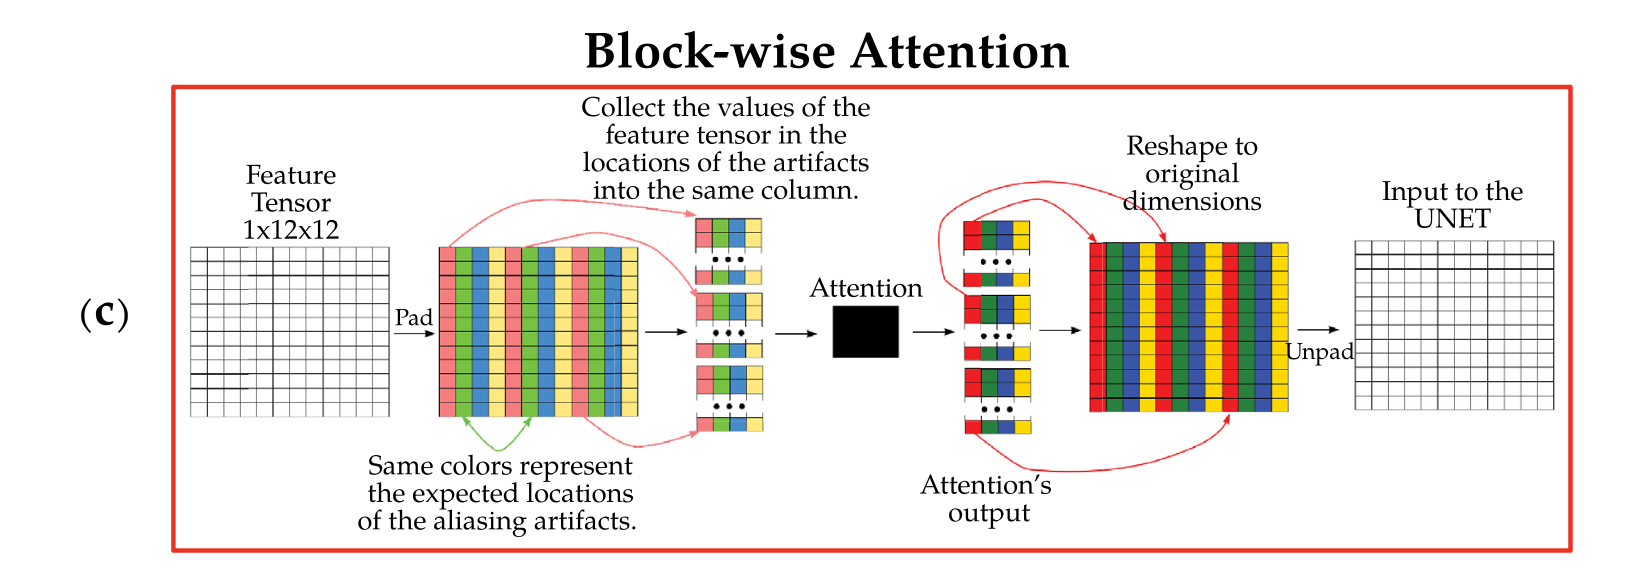 Block-wise Attention
(c)
Feature
Tensor
1x12x12
Pad
Same colors represent
the expected locations
of the aliasing artifacts.
Collect the values of the
feature tensor in the
locations of the artifacts
into the same column.
Attention
Attention's
output
Reshape to
original
dimensions
Unpad
Input to the
UNET